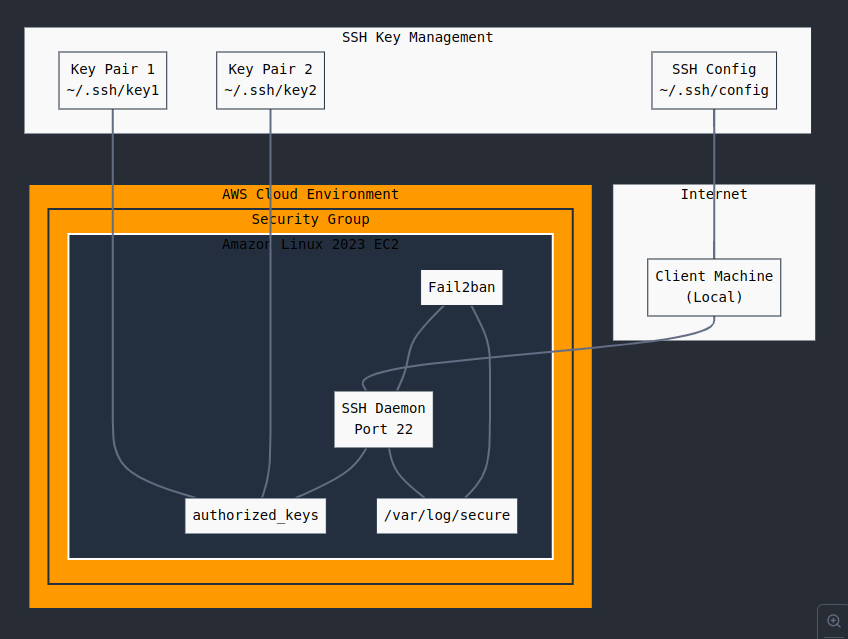 SSH Key Management
Key Pair 1
~/.ssh/key1
Key Pair 2
~/.ssh/key2
SSH Config
~/.ssh/config
AWS Cloud Environment
Security Group
Amazon Linux 2023 EC2
Internet
Client Machine
(Local)
Fail2ban
SSH Daemon
Port 22
authorized_keys
/var/log/secure